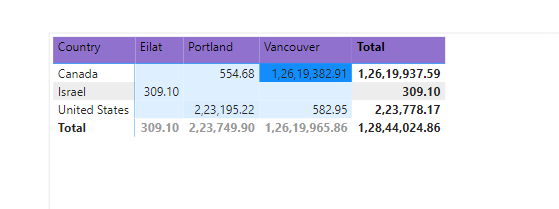 Country Eilat Portland Vancouver Total
Canada 554.68 1,26,19,382.91 1,26,19,937.59
Israel 309.10 309.10
United States 2,23,195.22 582.95 2,23,778.17
Total 309.10 2,23,749.90 1,26,19,965.86 1,28,44,024.86